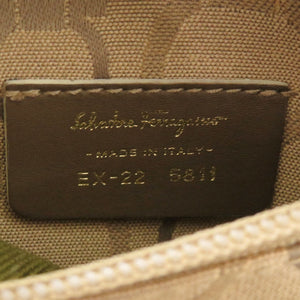 Salvatore Ferragamo
-MADE IN ITALY-
EX-22 5811